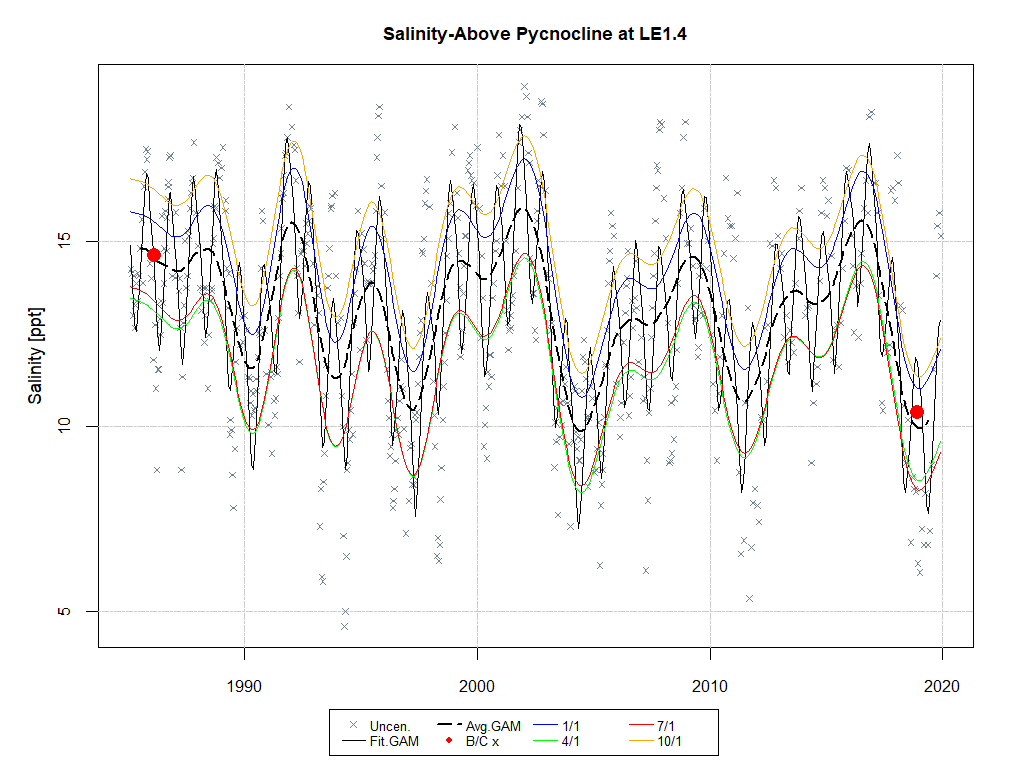 Salinity-Above Pycnocline at LE1.4
Salinity [ppt]
15
10
5
1990 2000 2010 2020
Uncen. Avg.GAM 1/1 7/1
Fit.GAM B/C x 4/1 10/1